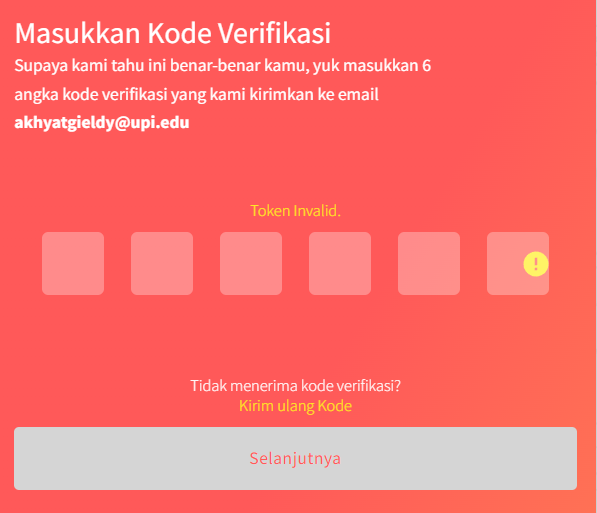 Masukkan Kode Verifikasi
Supaya kami tahu ini benar-benar kamu, yuk masukkan 6
angka kode verifikasi yang kami kirimkan ke email
akhyatgieldy@upi.edu
Token Invalid.
!
Tidak menerima kode verifikasi?
Kirim ulang Kode
Selanjutnya